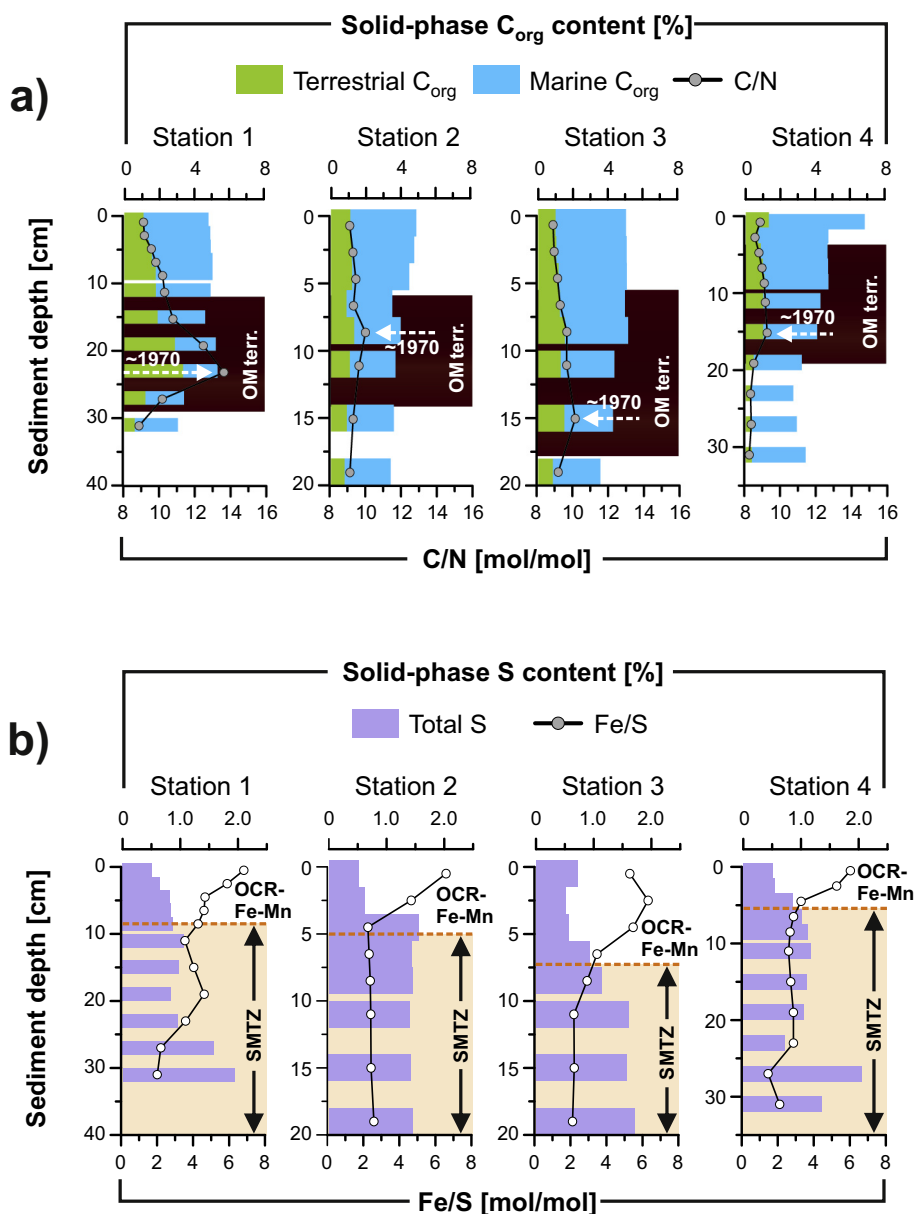 Solid-phase Corg content [%]
a)
Terrestrial Corg Marine Corg C/N
Station 1 Station 2 Station 3 Station 4
0 4 8 0 4 8 0 4 8 0 4 8
Sediment depth [cm]
0 10 20 30 40
~1970
OM terr.
0 5 10 15 20
~1970
OM terr.
0 5 10 15 20
~1970
OM terr.
0 10 20 30
~1970
OM terr.
8 10 12 14 16 8 10 12 14 16 8 10 12 14 16 8 10 12 14 16
C/N [mol/mol]
Solid-phase S content [%]
b)
Total S Fe/S
Station 1 Station 2 Station 3 Station 4
0 1.0 2.0 0 1.0 2.0 0 1.0 2.0 0 1.0 2.0
Sediment depth [cm]
0 10 20 30 40
OCR-
Fe-Mn
SMTZ
0 5 10 15 20
OCR-
Fe-Mn
SMTZ
0 5 10 15 20
OCR-
Fe-Mn
SMTZ
0 10 20 30
OCR-
Fe-Mn
SMTZ
0 2 4 6 8 0 2 4 6 8 0 2 4 6 8 0 2 4 6 8
Fe/S [mol/mol]